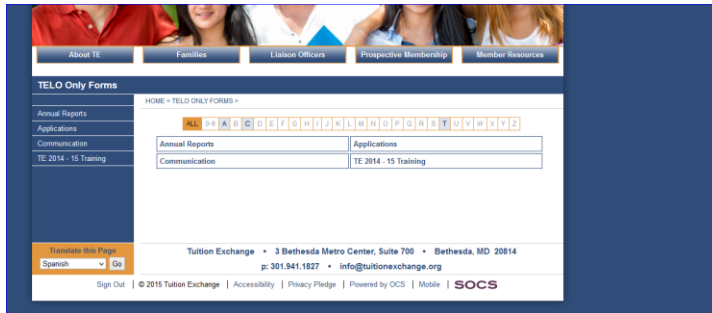 About TE Families Liaison Officers Prospective Membership Member Resources
TELO Only Forms
HOME > TELO ONLY FORMS >
Annual Reports
Applications
Communication
TE 2014 - 15 Training
ALL 0-9 A B C D E F G H I J K L M N O P Q R S T U V W X Y Z
Annual Reports Applications
Communication TE 2014 - 15 Training
Translate this Page
Spanish Go
Tuition Exchange • 3 Bethesda Metro Center, Suite 700 • Bethesda, MD 20814
p: 301.941.1827 • info@tuitionexchange.org
Sign Out | © 2015 Tuition Exchange | Accessibility | Privacy Pledge | Powered by OCS | Mobile | SOCS